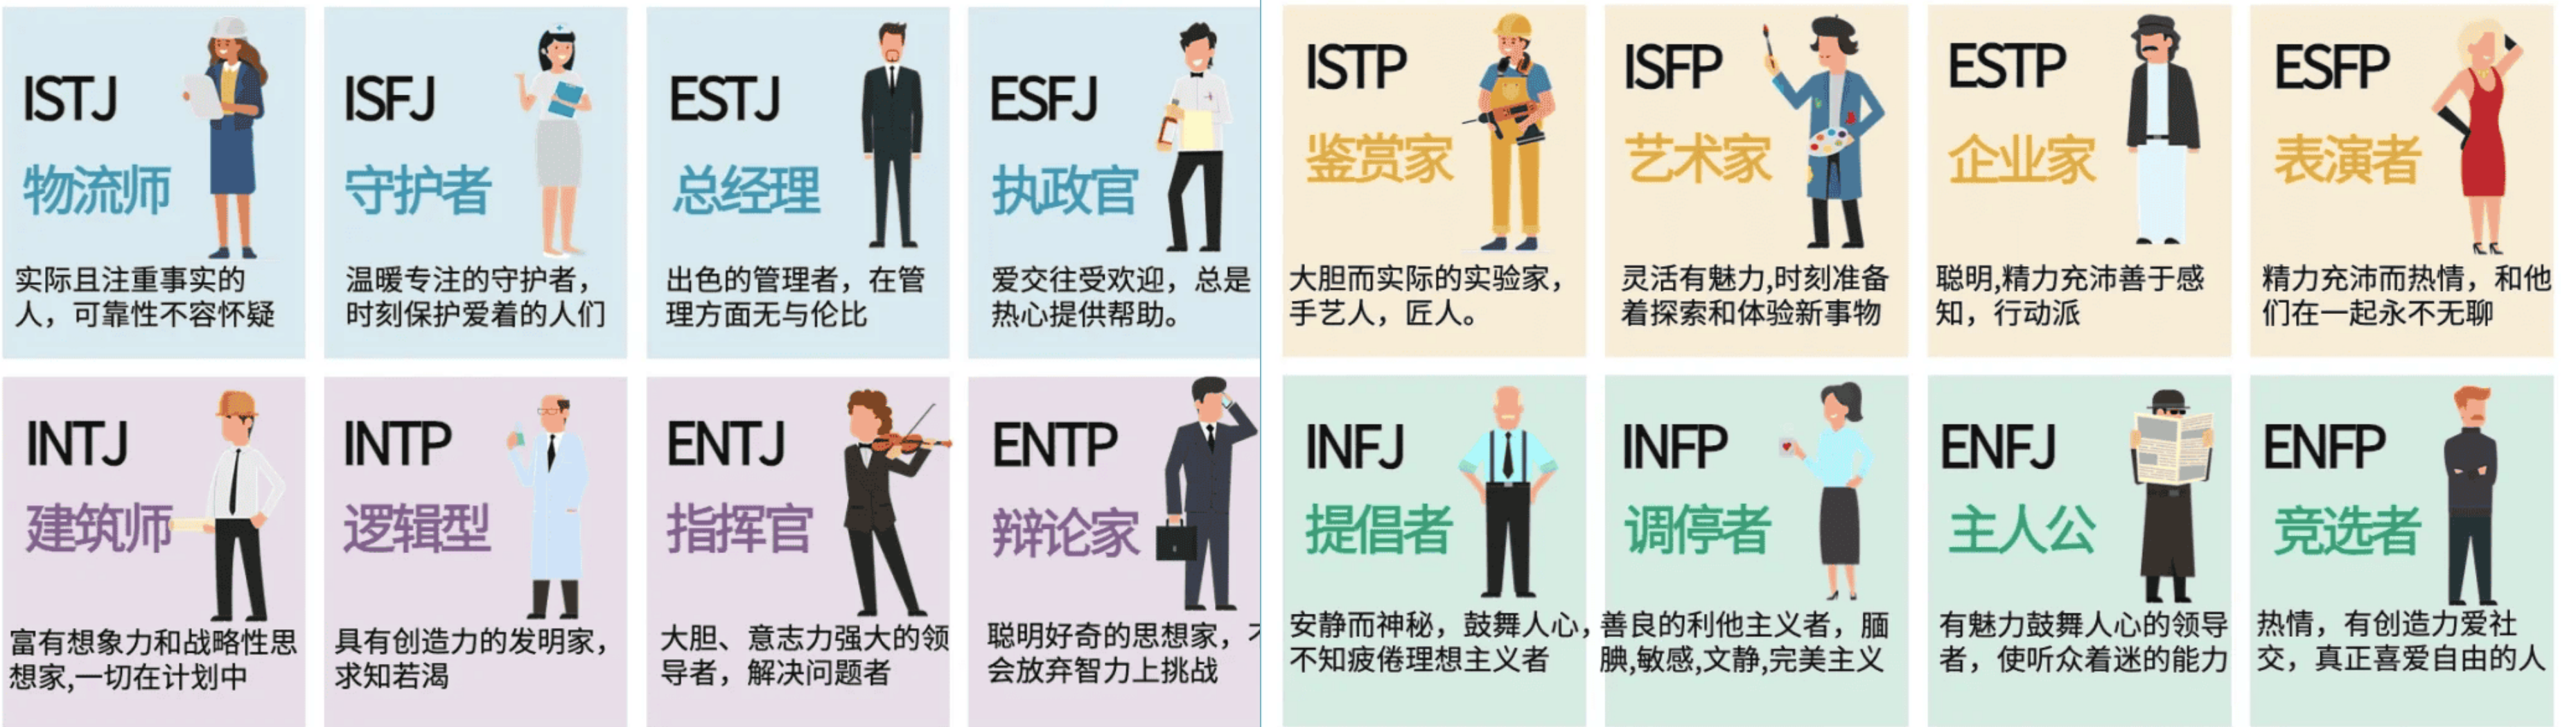 ISTJ
物流师
实际且注重事实的
人，可靠性不容怀疑
ISFJ
守护者
温暖专注的守护者，
时刻保护爱着的人们
ESTJ
总经理
出色的管理者，在管
理方面无与伦比
ESFJ
执政官
爱交往受欢迎，总是
热心提供帮助。
ISTP
鉴赏家
大胆而实际的实验家，
手艺人，匠人。
ISFP
艺术家
灵活有魅力,时刻准备
着探索和体验新事物
ESTP
企业家
聪明,精力充沛善于感
知，行动派
ESFP
表演者
精力充沛而热情，和他
们在一起永不无聊
INTJ
建筑师
富有想象力和战略性思
想家,一切在计划中
INTP
逻辑型
具有创造力的发明家，
求知若渴
ENTJ
指挥官
大胆、意志力强大的领
导者，解决问题者
ENTP
辩论家
聪明好奇的思想家，
会放弃智力上挑战
INFJ
提倡者
安静而神秘，鼓舞人心，
不知疲倦理想主义者
INFP
调停者
善良的利他主义者，腼
腆,敏感,文静,完美主义
ENFJ
主人公
有魅力鼓舞人心的领导
者，使听众着迷的能力
ENFP
竞选者
热情，有创造力爱社
交，真正喜爱自由的人